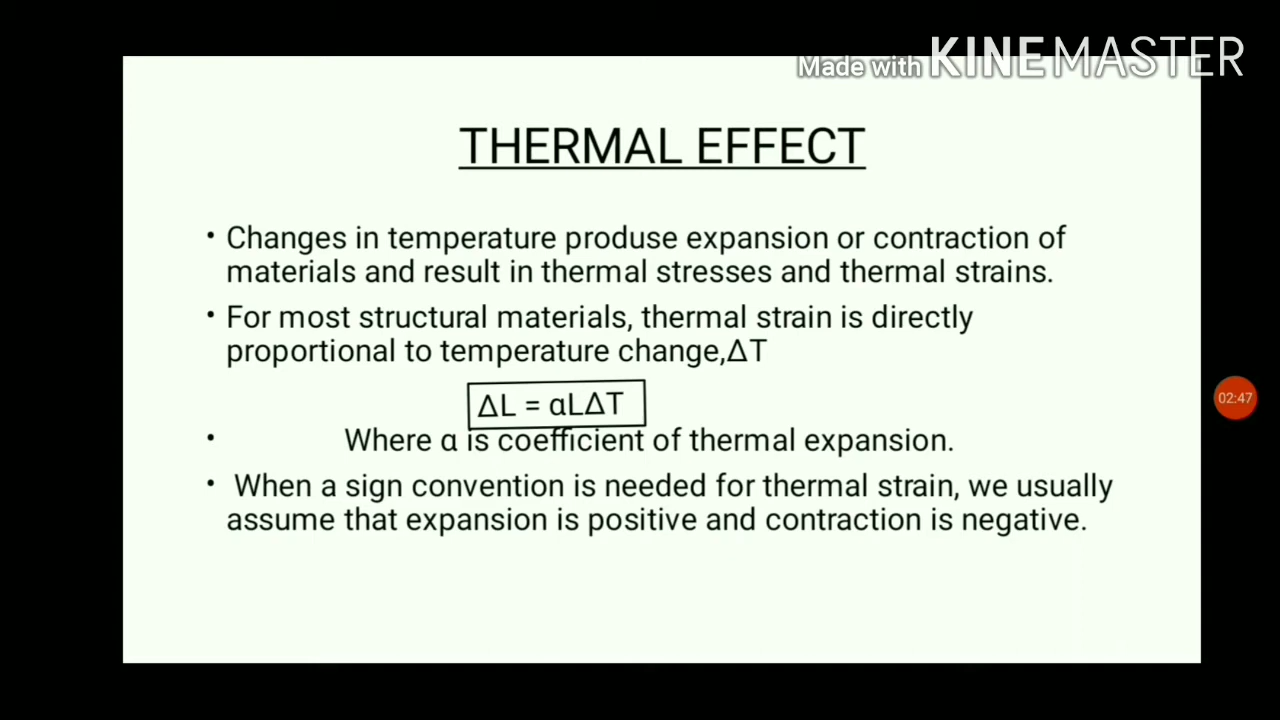 Made with KINEMASTER
THERMAL EFFECT
• Changes in temperature produse expansion or contraction of
materials and result in thermal stresses and thermal strains.
• For most structural materials, thermal strain is directly
proportional to temperature change,ΔT
ΔL = αLΔT
• Where α is coefficient of thermal expansion.
• When a sign convention is needed for thermal strain, we usually
assume that expansion is positive and contraction is negative.
02:47